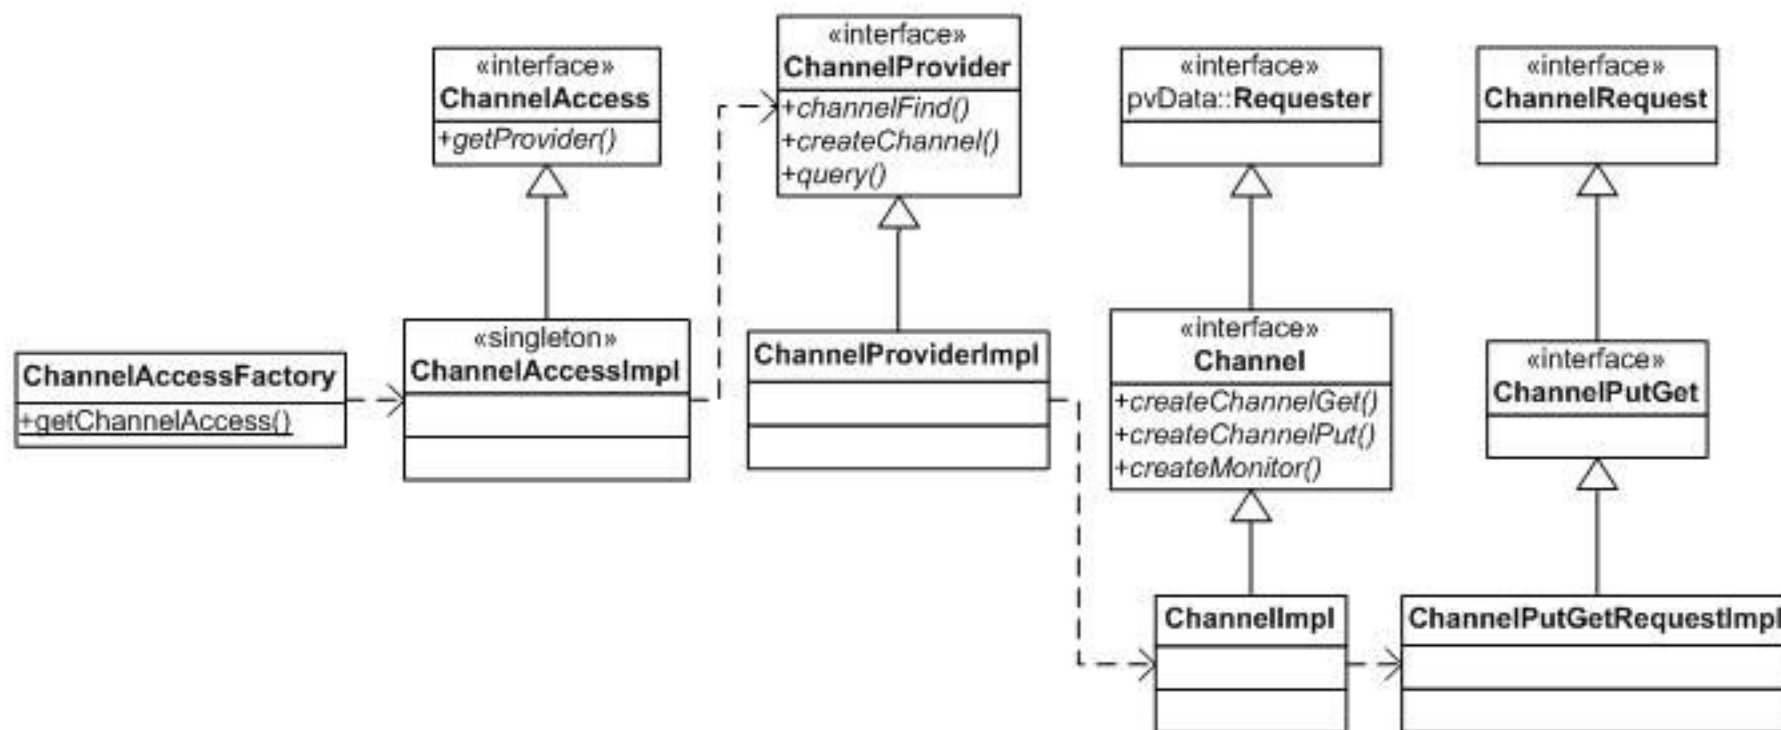 «interface»
ChannelAccess
+getProvider()
«interface»
ChannelProvider
+channelFind()
+createChannel()
+query()
«interface»
pvData::Requester
«interface»
ChannelRequest
ChannelAccessFactory
+getChannelAccess()
«singleton»
ChannelAccessImpl
ChannelProviderImpl
«interface»
Channel
+createChannelGet()
+createChannelPut()
+createMonitor()
«interface»
ChannelPutGet
ChannelImpl
ChannelPutGetRequestImpl